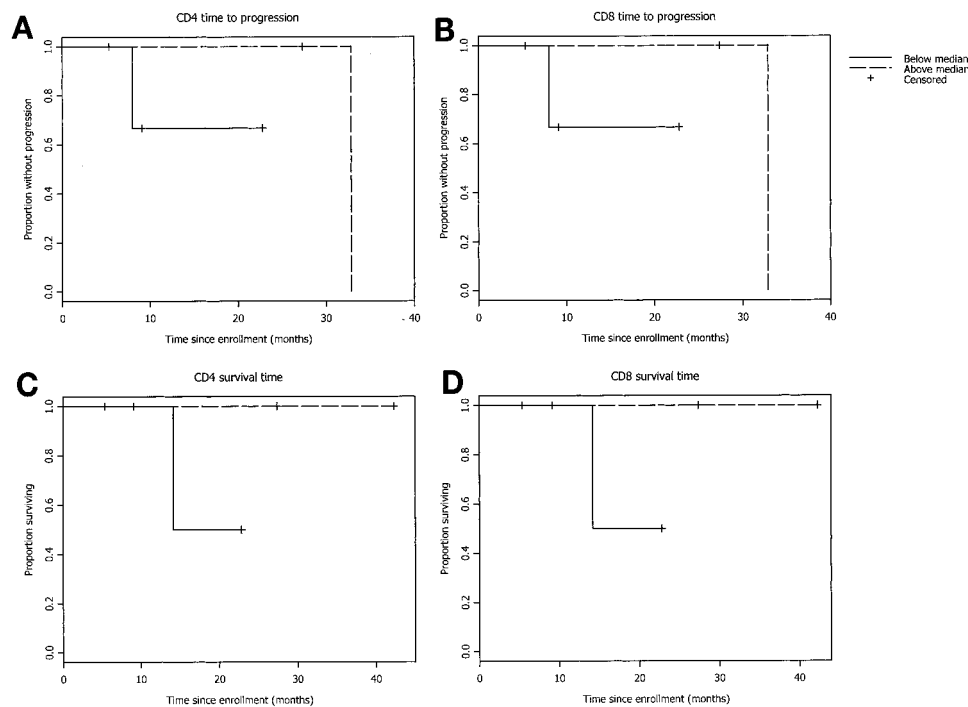 A
CD4 time to progression
Proportion without progression
1.0
0.8
0.6
0.4
0.2
0.0
0 10 20 30 40
Time since enrollment (months)
B
CD8 time to progression
Proportion without progression
1.0
0.8
0.6
0.4
0.2
0.0
0 10 20 30 40
Time since enrollment (months)
Below median
Above median
+ Censored
C
CD4 survival time
Proportion surviving
1.0
0.8
0.6
0.4
0.2
0.0
0 10 20 30 40
Time since enrollment (months)
D
CD8 survival time
Proportion surviving
1.0
0.8
0.6
0.4
0.2
0.0
0 10 20 30 40
Time since enrollment (months)